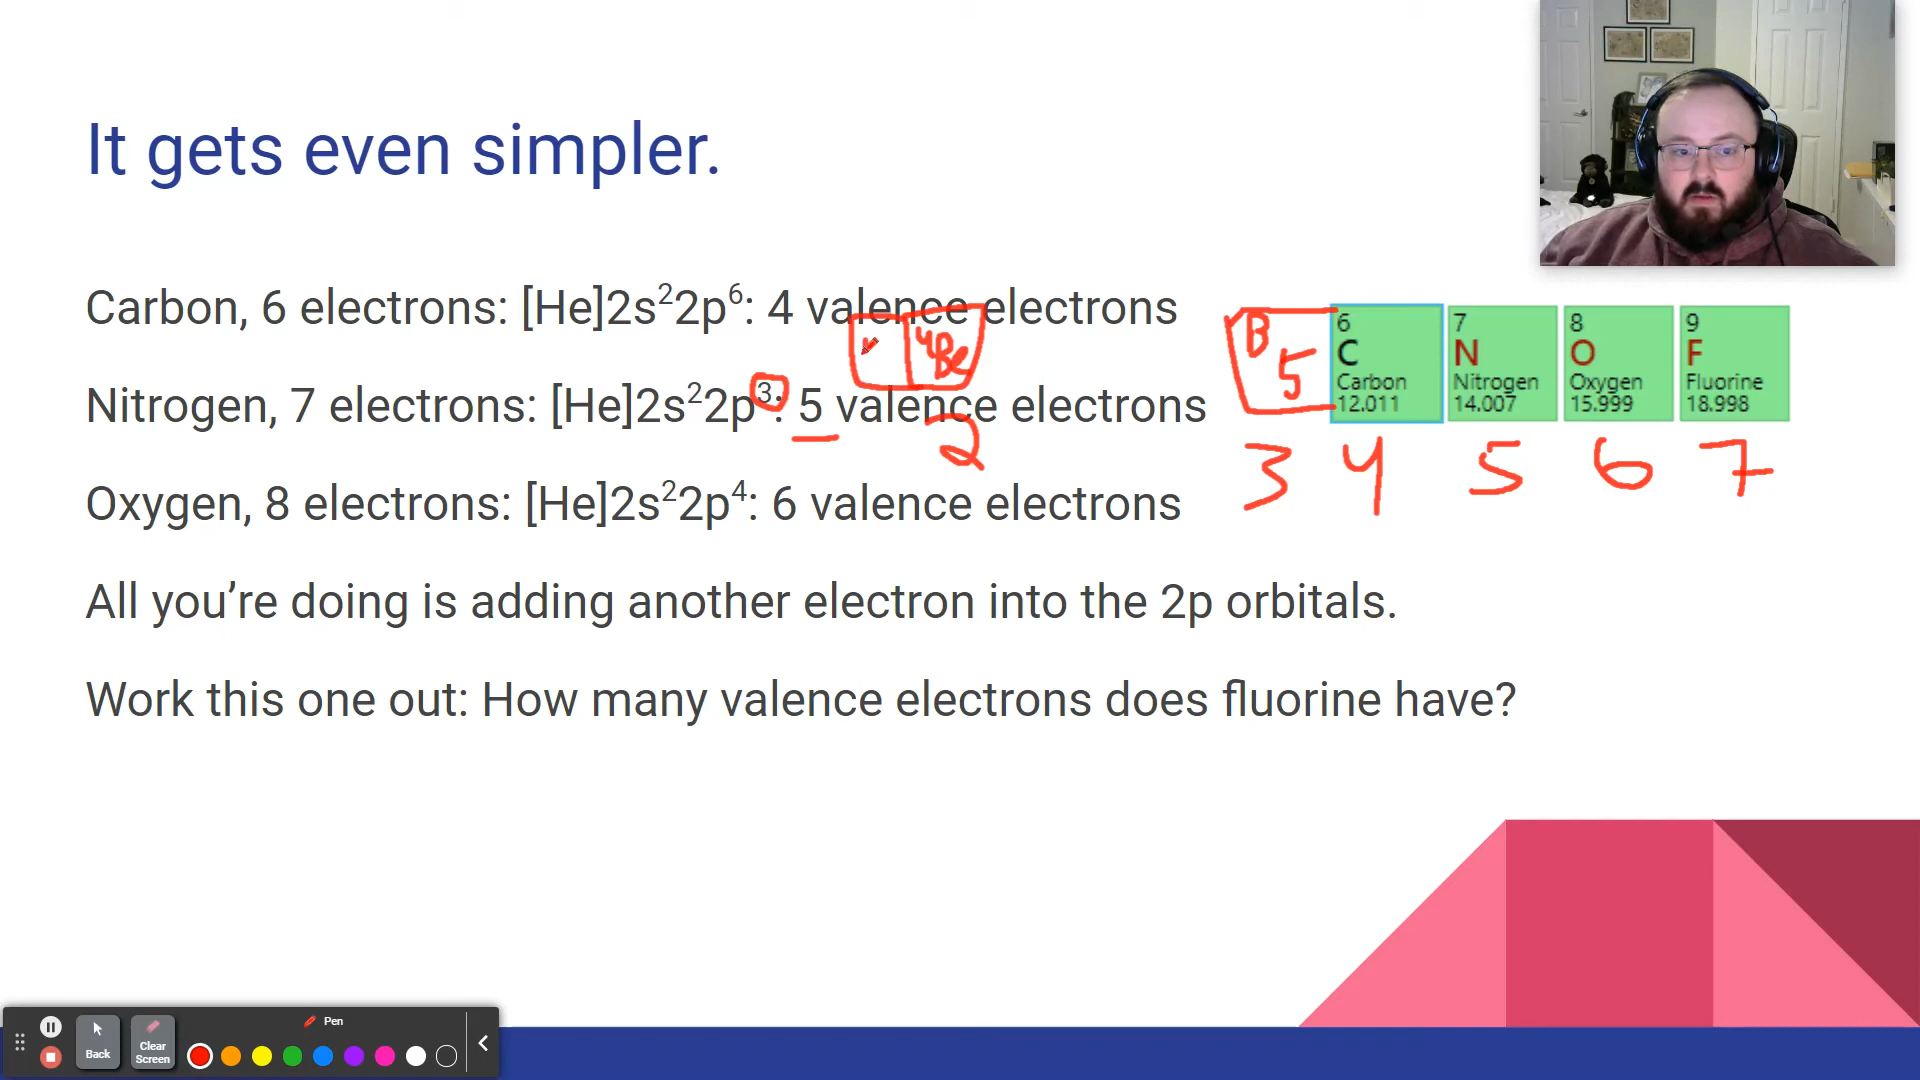 It gets even simpler.
Carbon, 6 electrons: [He]2s²2p⁶: 4 valence electrons
4Be
Nitrogen, 7 electrons: [He]2s²2p³: 5 valence electrons
2
Oxygen, 8 electrons: [He]2s²2p⁴: 6 valence electrons
All you’re doing is adding another electron into the 2p orbitals.
Work this one out: How many valence electrons does fluorine have?
B 5
6
C
Carbon
12.011
7
N
Nitrogen
14.007
8
O
Oxygen
15.999
9
F
Fluorine
18.998
3 4 5 6 7
Pen
Back
Clear
Screen